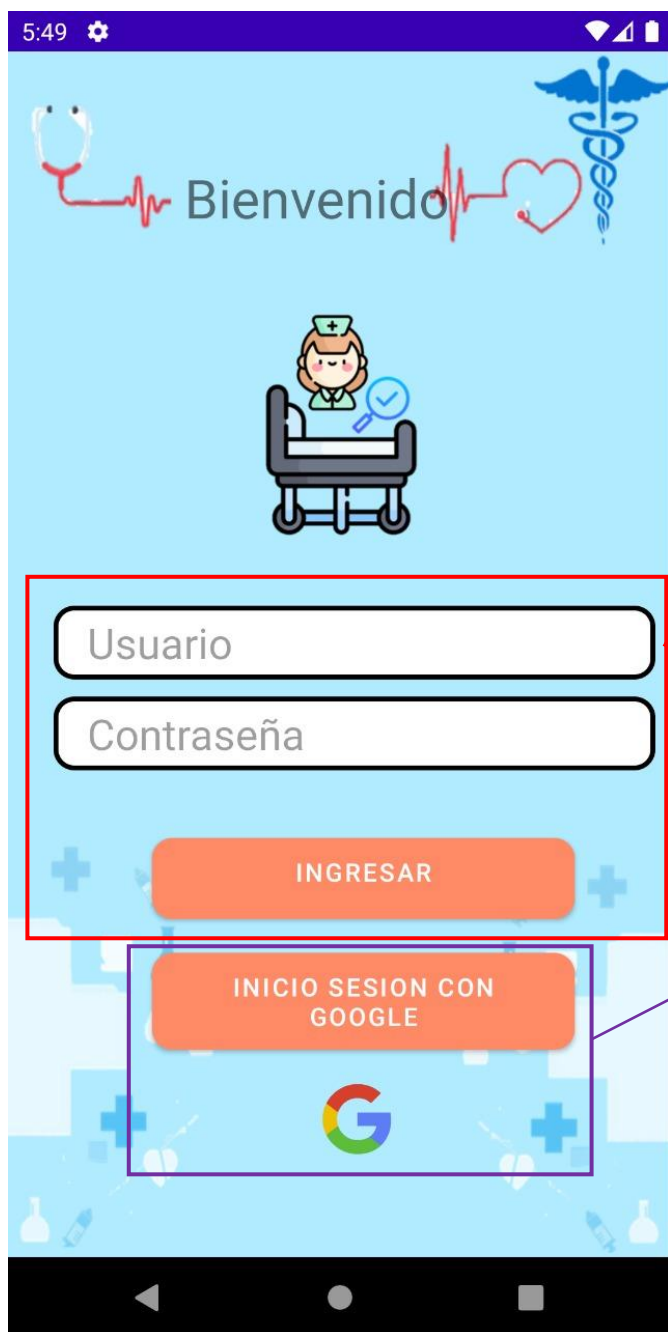 5:49
Bienvenido
Usuario
Contraseña
INGRESAR
INICIO SESION CON
GOOGLE
G